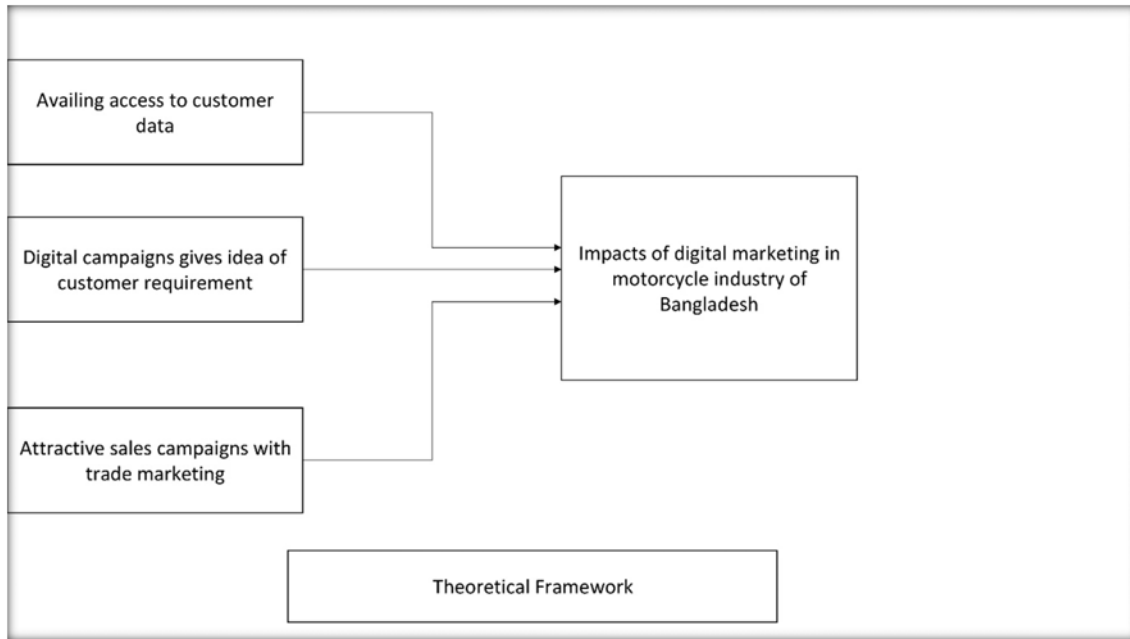 Availing access to customer
data
Digital campaigns gives idea of
customer requirement
Attractive sales campaigns with
trade marketing
Impacts of digital marketing in
motorcycle industry of
Bangladesh
Theoretical Framework